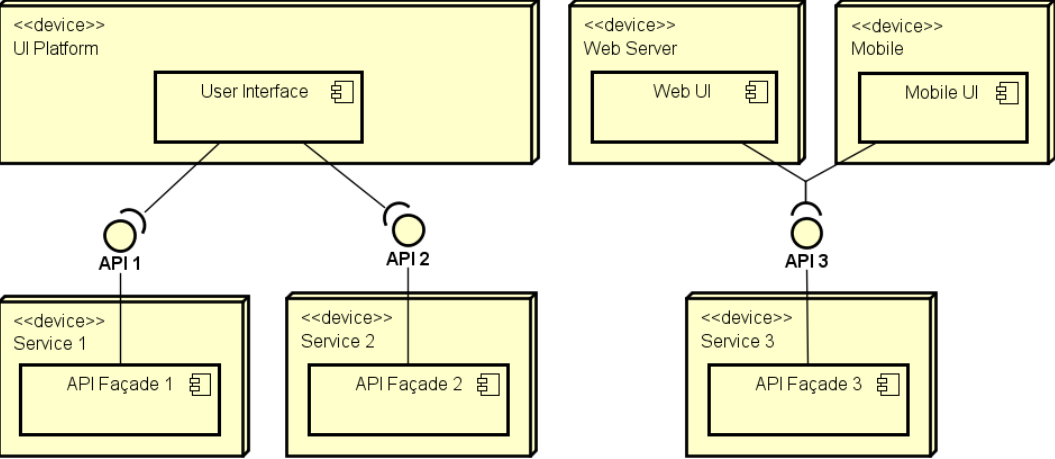 <<device>>
UI Platform
User Interface
<<device>>
Web Server
Web UI
<<device>>
Mobile
Mobile UI
API 1
API 2
API 3
<<device>>
Service 1
API Façade 1
<<device>>
Service 2
API Façade 2
<<device>>
Service 3
API Façade 3